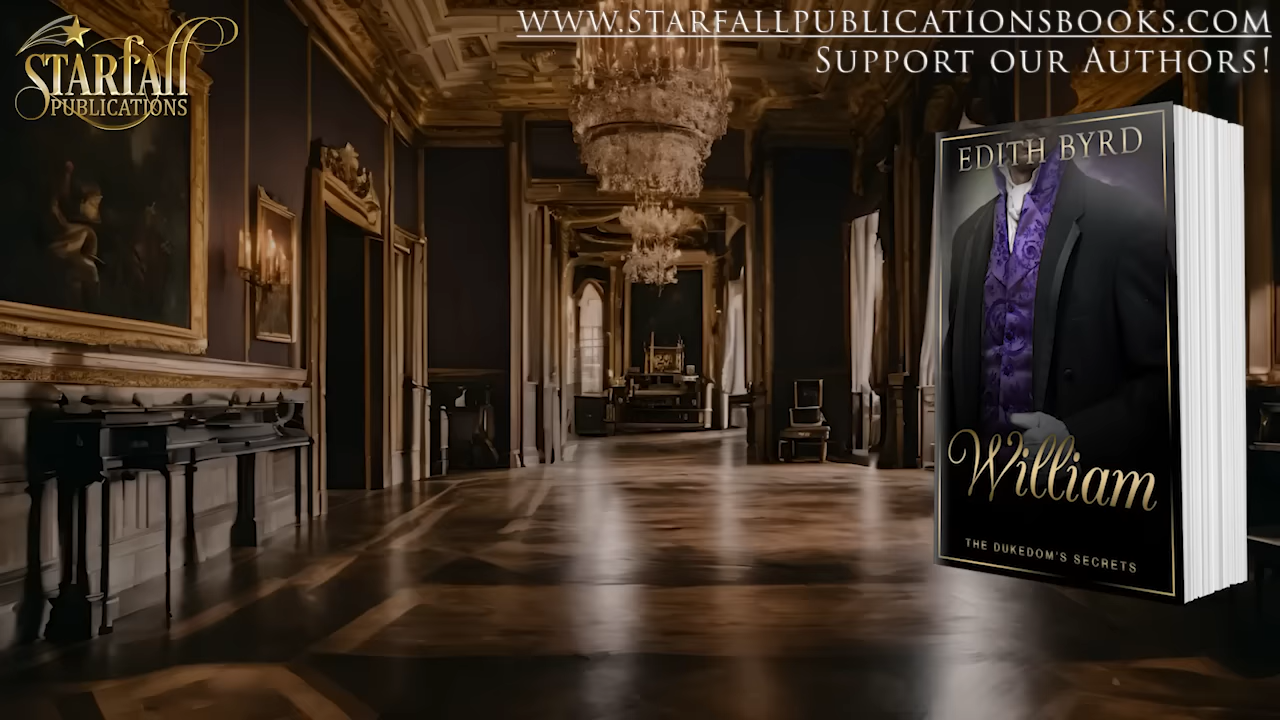 STARfall
PUBLICATIONS
WWW.STARFALLPUBLICATIONSBOOKS.COM
SUPPORT OUR AUTHORS!
EDITH BYRD
William
THE DUKEDOM'S SECRETS